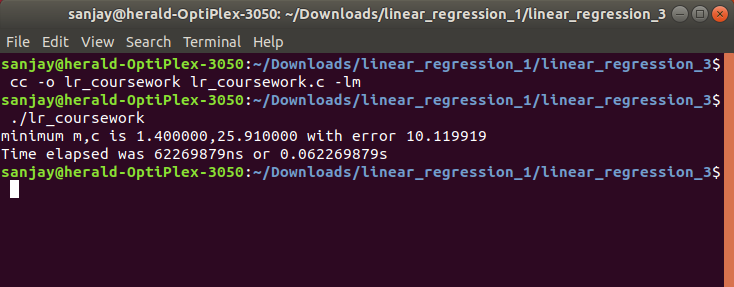 sanjay@herald-OptiPlex-3050: ~/Downloads/linear_regression_1/linear_regression_3
File Edit View Search Terminal Help
sanjay@herald-OptiPlex-3050:~/Downloads/linear_regression_1/linear_regression_3$
cc -o lr_coursework lr_coursework.c -lm
sanjay@herald-OptiPlex-3050:~/Downloads/linear_regression_1/linear_regression_3$
./lr_coursework
minimum m,c is 1.400000,25.910000 with error 10.119919
Time elapsed was 62269879ns or 0.062269879s
sanjay@herald-OptiPlex-3050:~/Downloads/linear_regression_1/linear_regression_3$